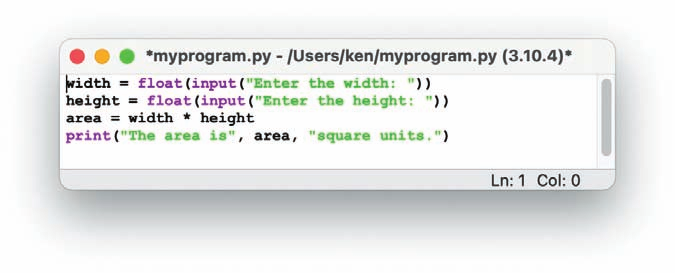 *myprogram.py - /Users/ken/myprogram.py (3.10.4)*
width = float(input("Enter the width: "))
height = float(input("Enter the height: "))
area = width * height
print("The area is", area, "square units.")
Ln: 1 Col: 0